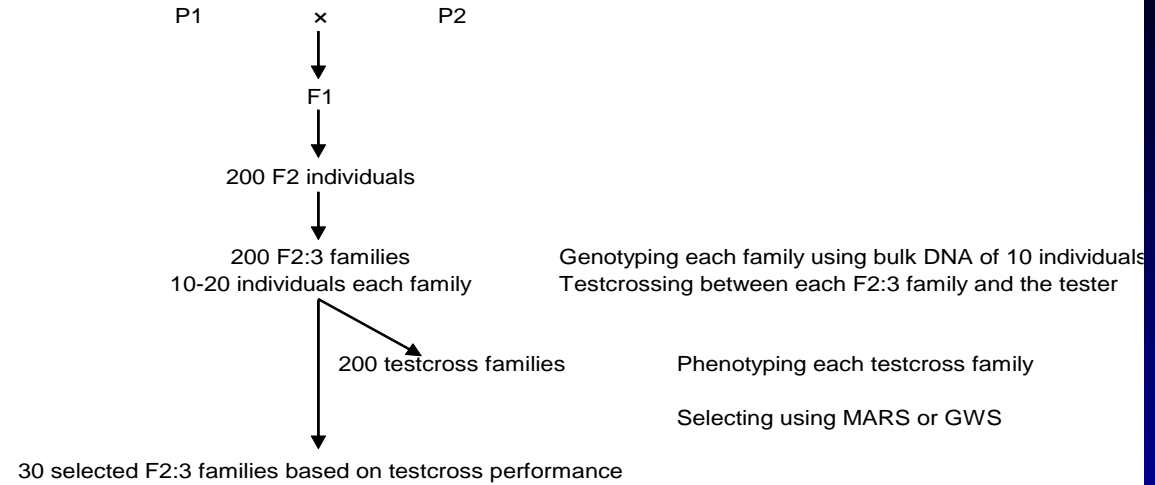 P1 × P2
F1
200 F2 individuals
200 F2:3 families Genotyping each family using bulk DNA of 10 individuals
10-20 individuals each family Testcrossing between each F2:3 family and the tester
200 testcross families Phenotyping each testcross family
Selecting using MARS or GWS
30 selected F2:3 families based on testcross performance